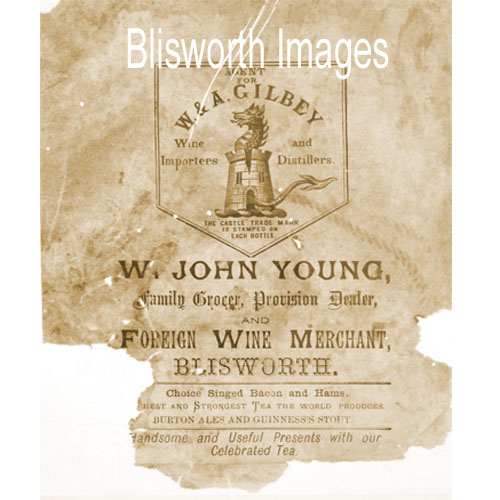 Blisworth Images
AGENT
FOR
W. & A. GILBEY
Wine and
Importers Distillers.
THE CASTLE TRADE MARK
IS STAMPED ON
EACH BOTTLE.
W. JOHN YOUNG,
Family Grocer, Provision Dealer,
AND
FOREIGN WINE MERCHANT,
BLISWORTH.
Choice Singed Bacon and Hams.
AND STRONGEST TEA THE WORLD PRODUCES.
BURTON ALES AND GUINNESS'S STOUT.
Handsome and Useful Presents with our
Celebrated Tea.